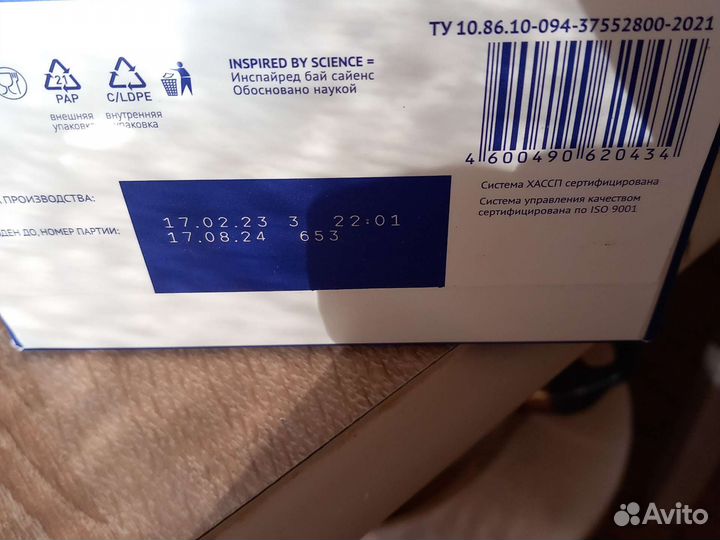 ТУ 10.86.10-094-37552800-2021
21
PAP
внешняя
упаковка
C/LDPE
внутренняя
упаковка
INSPIRED BY SCIENCE =
Инспайред бай сайенс
Обосновано наукой
4 600490 620434
Система ХАССП сертифицирована
Система управления качеством
сертифицирована по ISO 9001
ПРОИЗВОДСТВА:
17.02.23 3 22:01
ДО, НОМЕР ПАРТИИ:
17.08.24 653
Avito